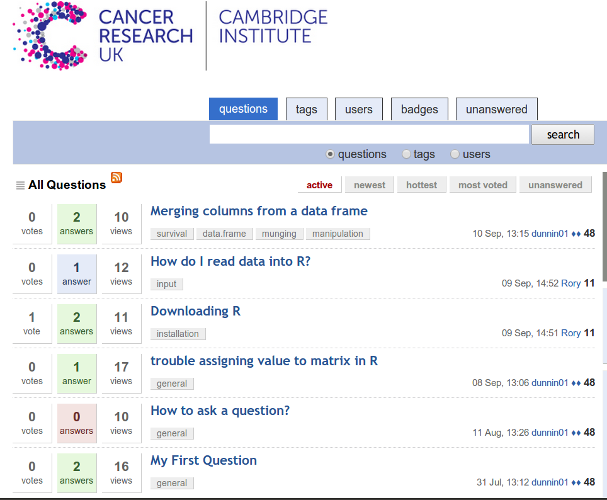 CANCER
RESEARCH
UK
CAMBRIDGE
INSTITUTE
questions tags users badges unanswered
search
questions tags users
All Questions
active newest hottest most voted unanswered
0 2 10 Merging columns from a data frame
votes answers views survival data.frame munging manipulation 10 Sep, 13:15 dunnin01 ♦♦ 48
0 1 12 How do I read data into R?
votes answer views input 09 Sep, 14:52 Rory 11
1 2 11 Downloading R
vote answers views installation 09 Sep, 14:51 Rory 11
0 1 17 trouble assigning value to matrix in R
votes answer views general 08 Sep, 13:06 dunnin01 ♦♦ 48
0 0 10 How to ask a question?
votes answers views general 11 Aug, 13:26 dunnin01 ♦♦ 48
0 2 16 My First Question
votes answers views general 31 Jul, 13:12 dunnin01 ♦♦ 48